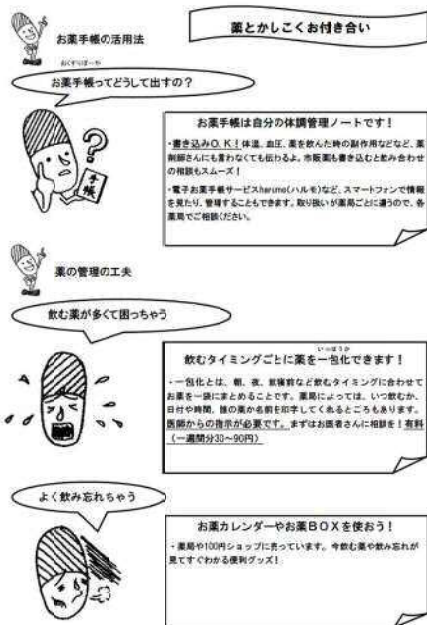 薬とかしこくお付き合い
お薬手帳の活用法
お薬手帳ってどうして出すの？
手帳
お薬手帳は自分の体調管理ノートです！
・書き込みO.K！体温、血圧、薬を飲んだ時の副作用などなど、薬
剤師さんにも言わなくても伝わるよ。市販薬も書き込むと飲み合わせ
の相談もスムーズ！
・電子お薬手帳サービスharumo(ハルモ)など、スマートフォンで情報
を見たり、管理することもできます。取り扱いが薬局ごとに違うので、各
薬局でご相談ください。
薬の管理の工夫
飲む薬が多くて困っちゃう
いっぽうか
飲むタイミングごとに薬を一包化できます！
・一包化とは、朝、夜、就寝前など飲むタイミングに合わせて
お薬を一袋にまとめることです。薬局によっては、いつ飲むか、
日付や時間、誰の薬か名前を印字してくれるところもあります。
医師からの指示が必要です。まずはお医者さんに相談を！有料
（一週間分30～90円）
よく飲み忘れちゃう
お薬カレンダーやお薬BOXを使おう！
・薬局や100円ショップに売っています。今飲む薬や飲み忘れが
見てすぐわかる便利グッズ！